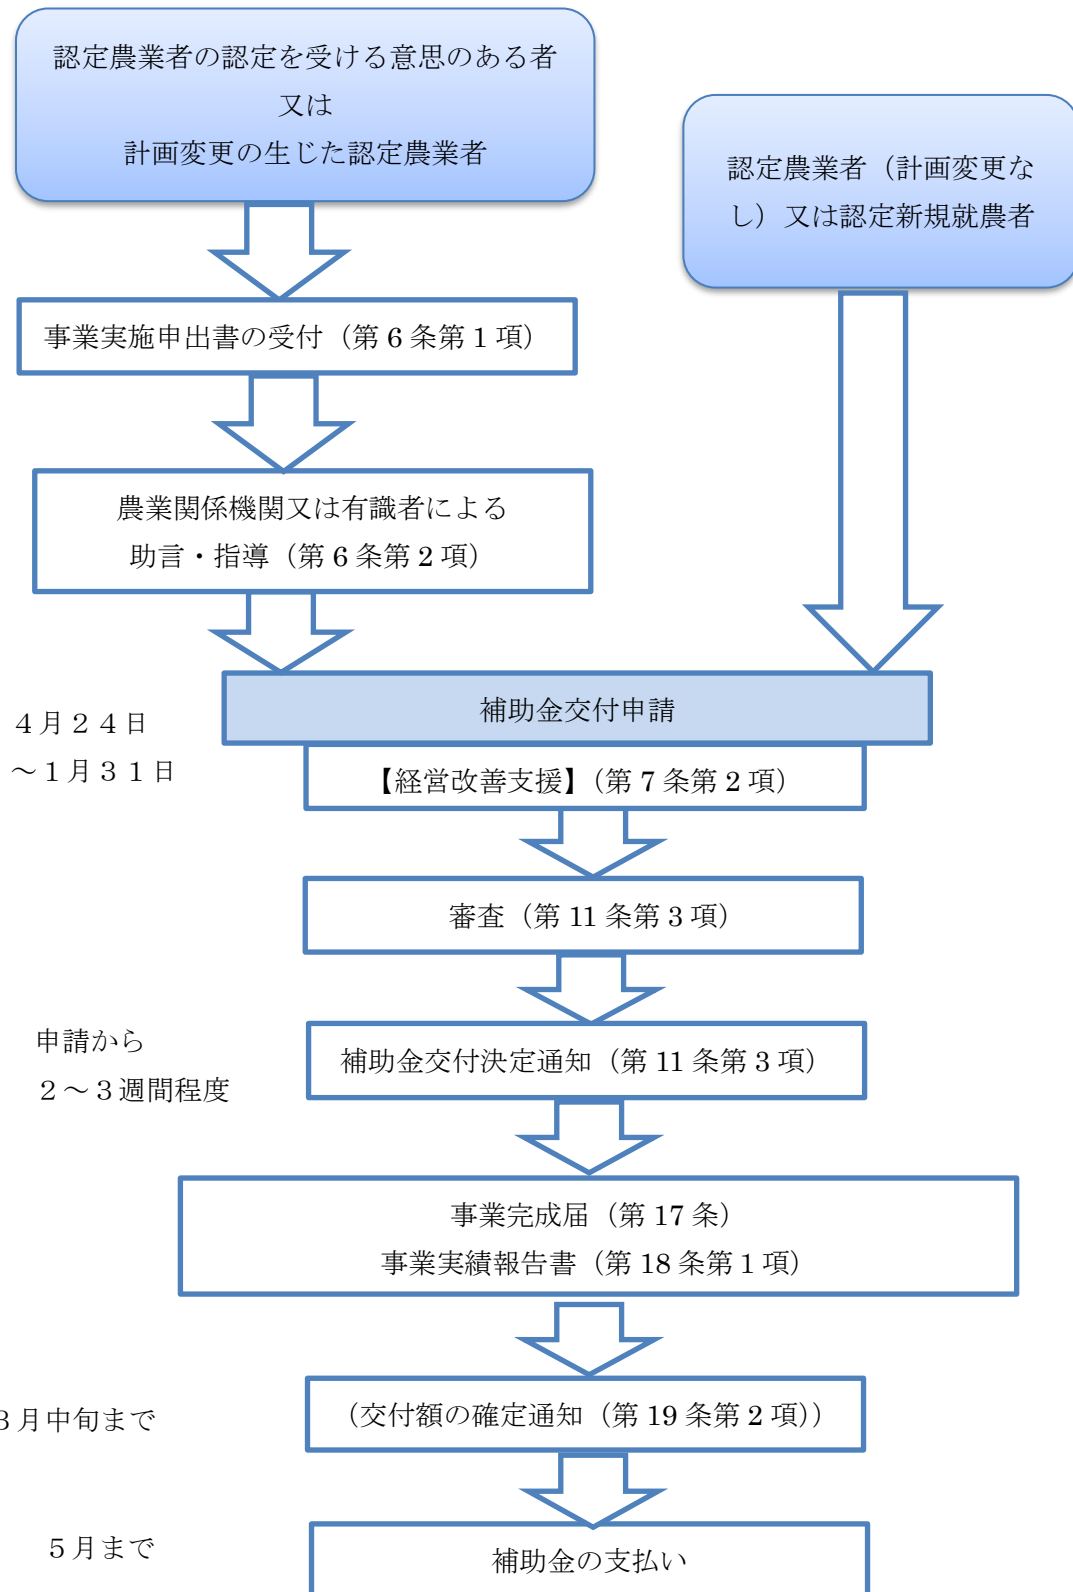 認定農業者の認定を受ける意思のある者
又は
計画変更の生じた認定農業者
認定農業者（計画変更な
し）又は認定新規就農者
事業実施申出書の受付（第 6 条第 1 項）
農業関係機関又は有識者による
助言・指導（第 6 条第 2 項）
４月２４日
～１月３１日
補助金交付申請
【経営改善支援】（第 7 条第 2 項）
審査（第 11 条第 3 項）
申請から
２～３週間程度
補助金交付決定通知（第 11 条第 3 項）
事業完成届（第 17 条）
事業実績報告書（第 18 条第 1 項）
３月中旬まで
（交付額の確定通知（第 19 条第 2 項））
５月まで
補助金の支払い